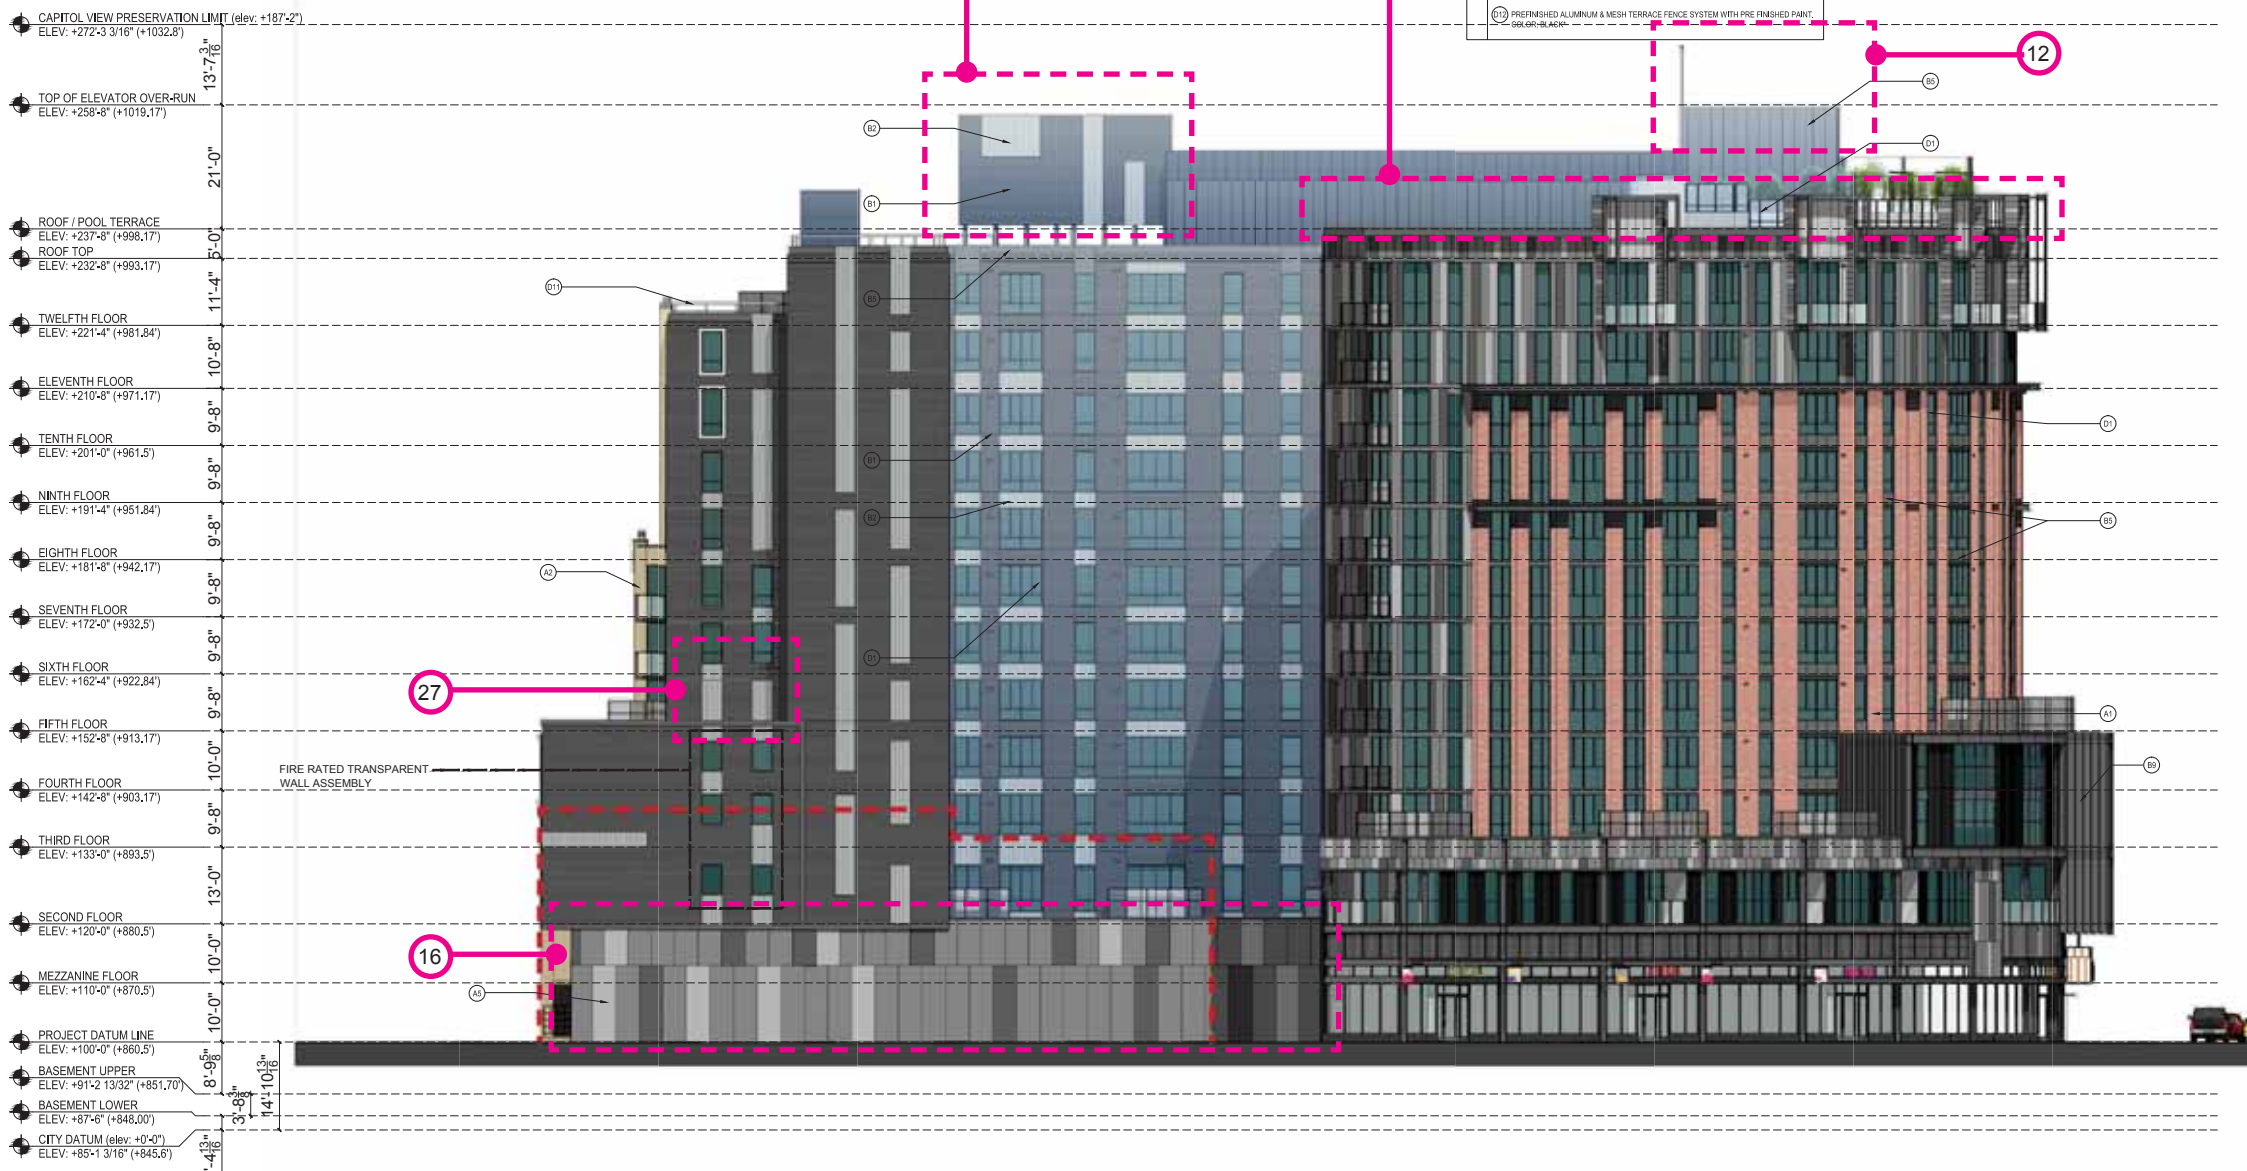 CAPITOL VIEW PRESERVATION LIMIT (elev: +187'-2")
ELEV: +272'-3 3/16" (+1032.8')
13'-7 3/16"
TOP OF ELEVATOR OVER-RUN
ELEV: +258'-8" (+1019.17')
21'-0"
ROOF / POOL TERRACE
ELEV: +237'-8" (+998.17')
5'-0"
ROOF TOP
ELEV: +232'-8" (+993.17')
11'-4"
TWELFTH FLOOR
ELEV: +221'-4" (+981.84')
10'-8"
ELEVENTH FLOOR
ELEV: +210'-8" (+971.17')
9'-8"
TENTH FLOOR
ELEV: +201'-0" (+961.5')
9'-8"
NINTH FLOOR
ELEV: +191'-4" (+951.84')
9'-8"
EIGHTH FLOOR
ELEV: +181'-8" (+942.17')
9'-8"
SEVENTH FLOOR
ELEV: +172'-0" (+932.5')
9'-8"
SIXTH FLOOR
ELEV: +162'-4" (+922.84')
9'-8"
FIFTH FLOOR
ELEV: +152'-8" (+913.17')
10'-0"
FOURTH FLOOR
ELEV: +142'-8" (+903.17')
9'-8"
THIRD FLOOR
ELEV: +133'-0" (+893.5')
13'-0"
SECOND FLOOR
ELEV: +120'-0" (+880.5')
10'-0"
MEZZANINE FLOOR
ELEV: +110'-0" (+870.5')
10'-0"
PROJECT DATUM LINE
ELEV: +100'-0" (+860.5')
8'-9 5/8"
BASEMENT UPPER
ELEV: +91'-2 13/32" (+851.70')
3'-8 3/8"
14'-10 13/16"
BASEMENT LOWER
ELEV: +87'-6" (+848.00')
CITY DATUM (elev: +0'-0")
ELEV: +85'-1 3/16" (+845.6')
'-4 13/16"
D12 PREFINISHED ALUMINUM & MESH TERRACE FENCE SYSTEM WITH PRE FINISHED PAINT.
COLOR: BLACK*
12
B5
B2
D1
B1
D11
B5
D1
B1
B2
B5
A2
D1
27
A1
FIRE RATED TRANSPARENT
WALL ASSEMBLY
B9
16
A5